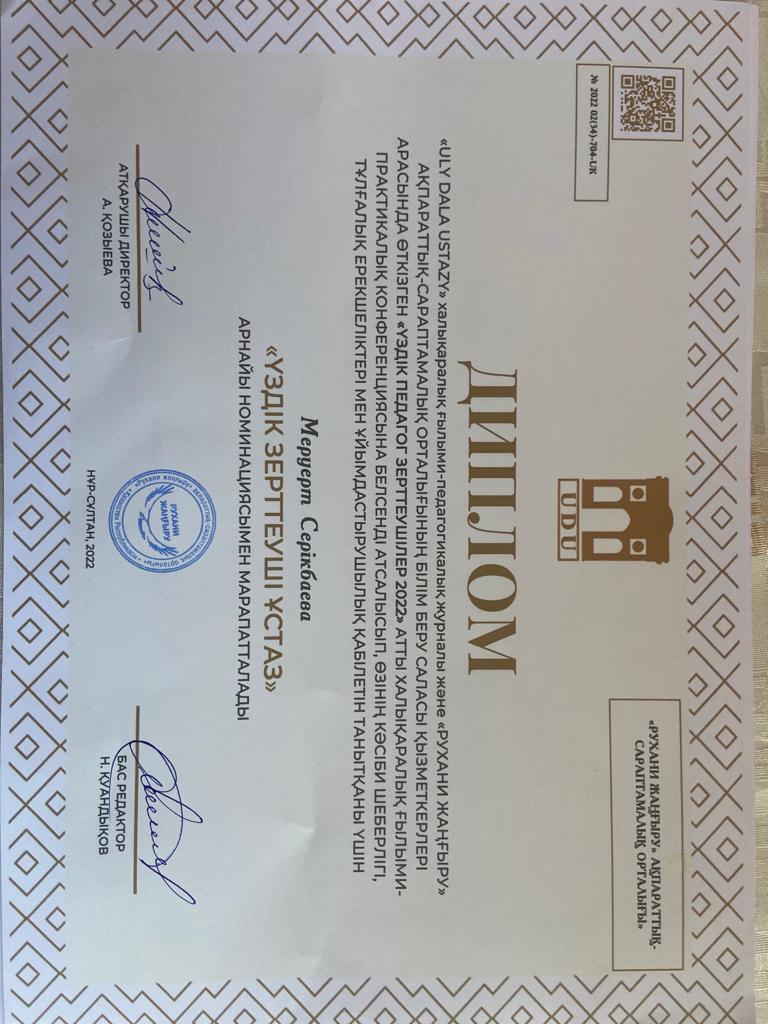 № 2022 02(34)-704-UK
UDU
«РУХАНИ ЖАҢҒЫРУ» АҚПАРАТТЫҚ-
САРАПТАМАЛЫҚ ОРТАЛЫҒЫ»
ДИПЛОМ
«ULY DALA USTAZY» халықаралық ғылыми-педагогикалық журналы және «РУХАНИ ЖАҢҒЫРУ»
АҚПАРАТТЫҚ-САРАПТАМАЛЫҚ ОРТАЛЫҒЫНЫҢ БІЛІМ БЕРУ САЛАСЫ ҚЫЗМЕТКЕРЛЕРІ
АРАСЫНДА ӨТКІЗГЕН «ҮЗДІК ПЕДАГОГ ЗЕРТТЕУШІЛЕР 2022» АТТЫ ХАЛЫҚАРАЛЫҚ ҒЫЛЫМИ-
ПРАКТИКАЛЫҚ КОНФЕРЕНЦИЯСЫНА БЕЛСЕНДІ АТСАЛЫСЫП, ӨЗІНІҢ КӘСІБИ ШЕБЕРЛІГІ,
ТҰЛҒАЛЫҚ ЕРЕКШЕЛІКТЕРІ МЕН ҰЙЫМДАСТЫРУШЫЛЫҚ ҚАБІЛЕТІН ТАНЫТҚАНЫ ҮШІН
Меруерт Серікбаева
«ҮЗДІК ЗЕРТТЕУШІ ҰСТАЗ»
АРНАЙЫ НОМИНАЦИЯСЫМЕН МАРАПАТТАЛАДЫ
АТҚАРУШЫ ДИРЕКТОР
А. ҚОЗЫЕВА
РУХАНИ
ЖАҢҒЫРУ
НҰР-СҰЛТАН, 2022
БАС РЕДАКТОР
Н. ҚУАНДЫҚОВ